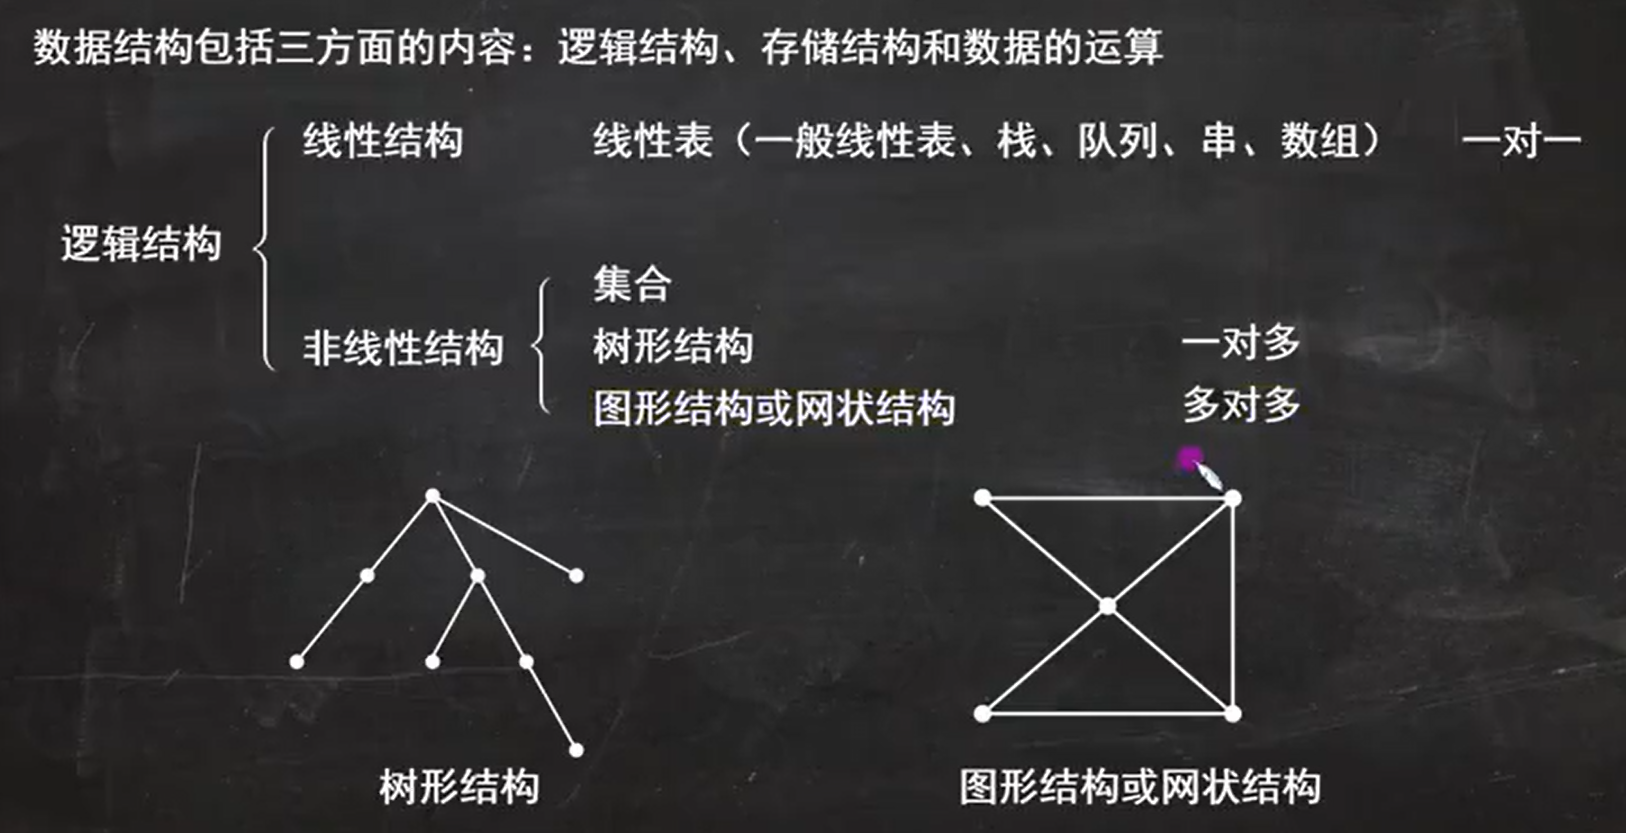 数据结构包括三方面的内容：逻辑结构、存储结构和数据的运算
线性结构 线性表（一般线性表、栈、队列、串、数组） 一对一
逻辑结构
集合
非线性结构 树形结构 一对多
图形结构或网状结构 多对多
树形结构 图形结构或网状结构